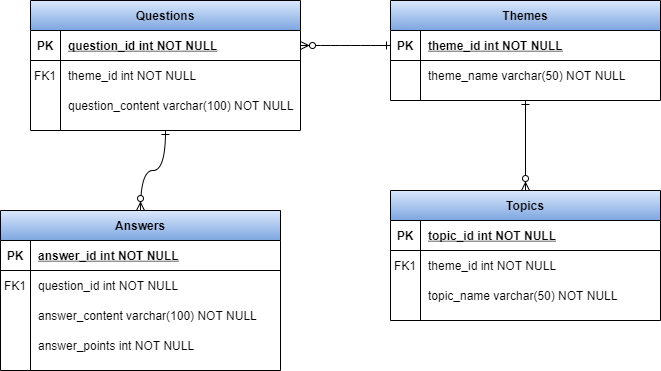 Questions
PK question_id int NOT NULL
FK1 theme_id int NOT NULL
question_content varchar(100) NOT NULL
Themes
PK theme_id int NOT NULL
theme_name varchar(50) NOT NULL
Answers
PK answer_id int NOT NULL
FK1 question_id int NOT NULL
answer_content varchar(100) NOT NULL
answer_points int NOT NULL
Topics
PK topic_id int NOT NULL
FK1 theme_id int NOT NULL
topic_name varchar(50) NOT NULL